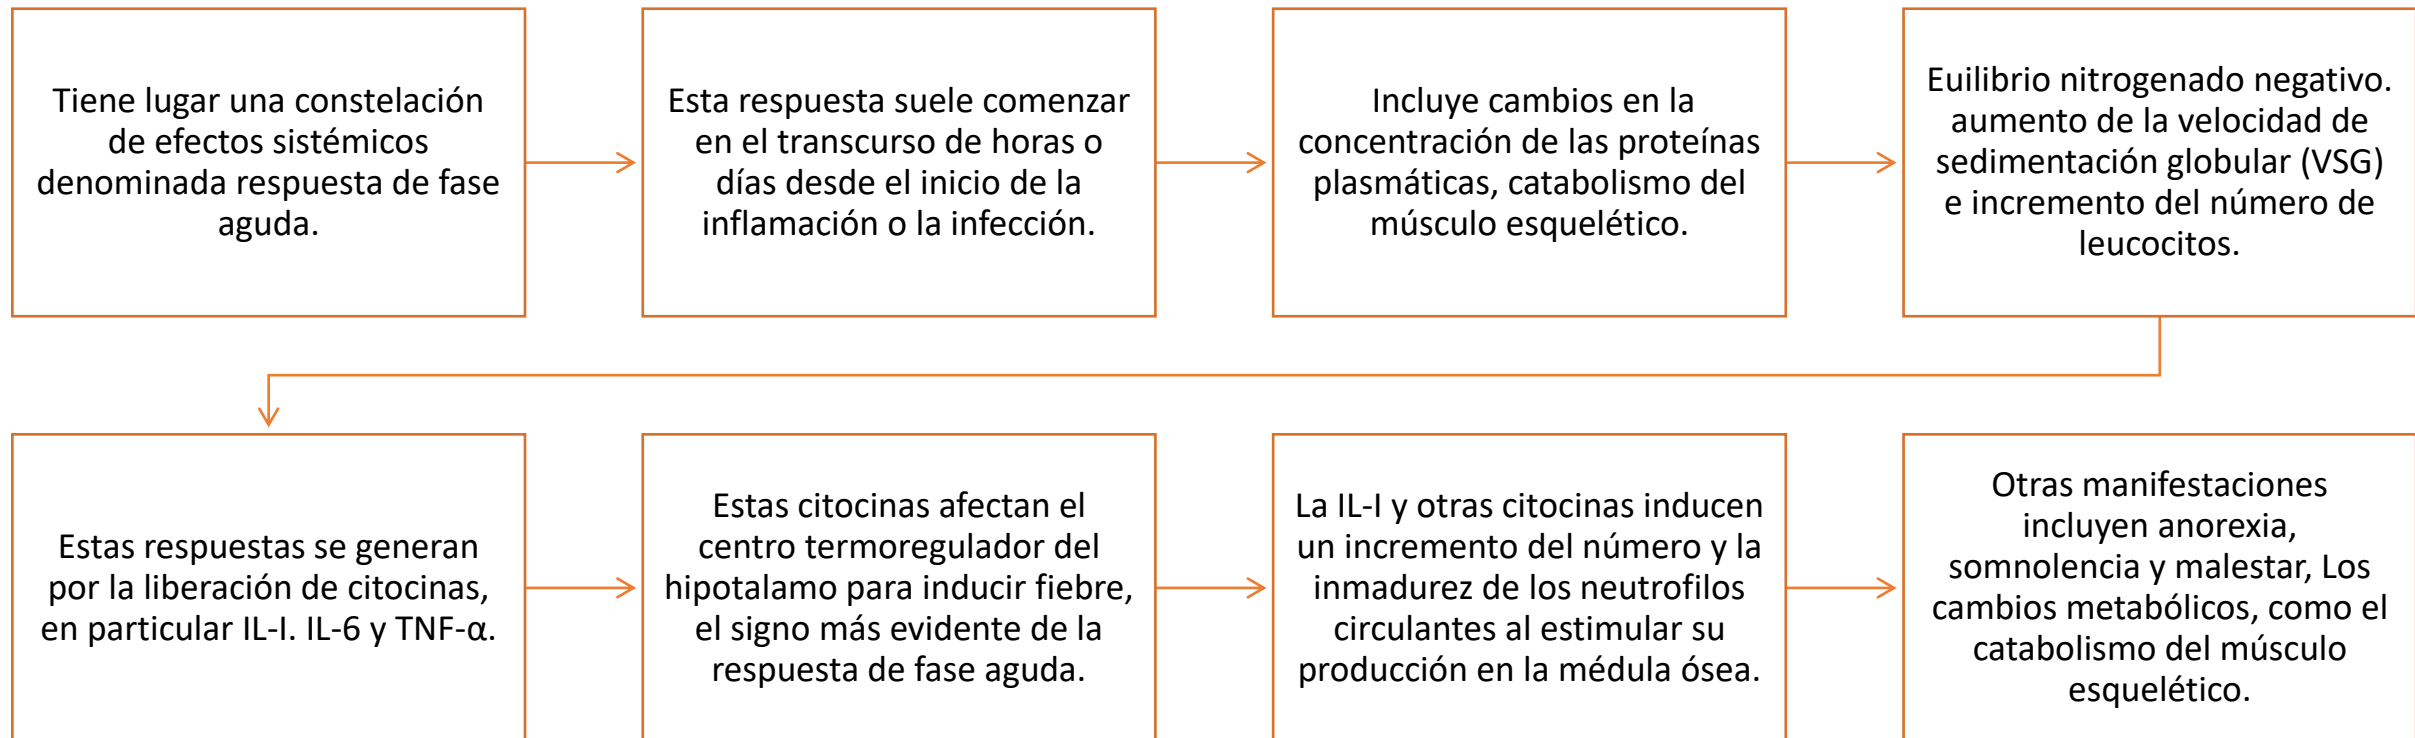 Tiene lugar una constelación
de efectos sistémicos
denominada respuesta de fase
aguda.
Esta respuesta suele comenzar
en el transcurso de horas o
días desde el inicio de la
inflamación o la infección.
Incluye cambios en la
concentración de las proteínas
plasmáticas, catabolismo del
músculo esquelético.
Euilibrio nitrogenado negativo.
aumento de la velocidad de
sedimentación globular (VSG)
e incremento del número de
leucocitos.
Estas respuestas se generan
por la liberación de citocinas,
en particular IL-I. IL-6 y TNF-α.
Estas citocinas afectan el
centro termoregulador del
hipotalamo para inducir fiebre,
el signo más evidente de la
respuesta de fase aguda.
La IL-I y otras citocinas inducen
un incremento del número y la
inmadurez de los neutrofilos
circulantes al estimular su
producción en la médula ósea.
Otras manifestaciones
incluyen anorexia,
somnolencia y malestar, Los
cambios metabólicos, como el
catabolismo del músculo
esquelético.